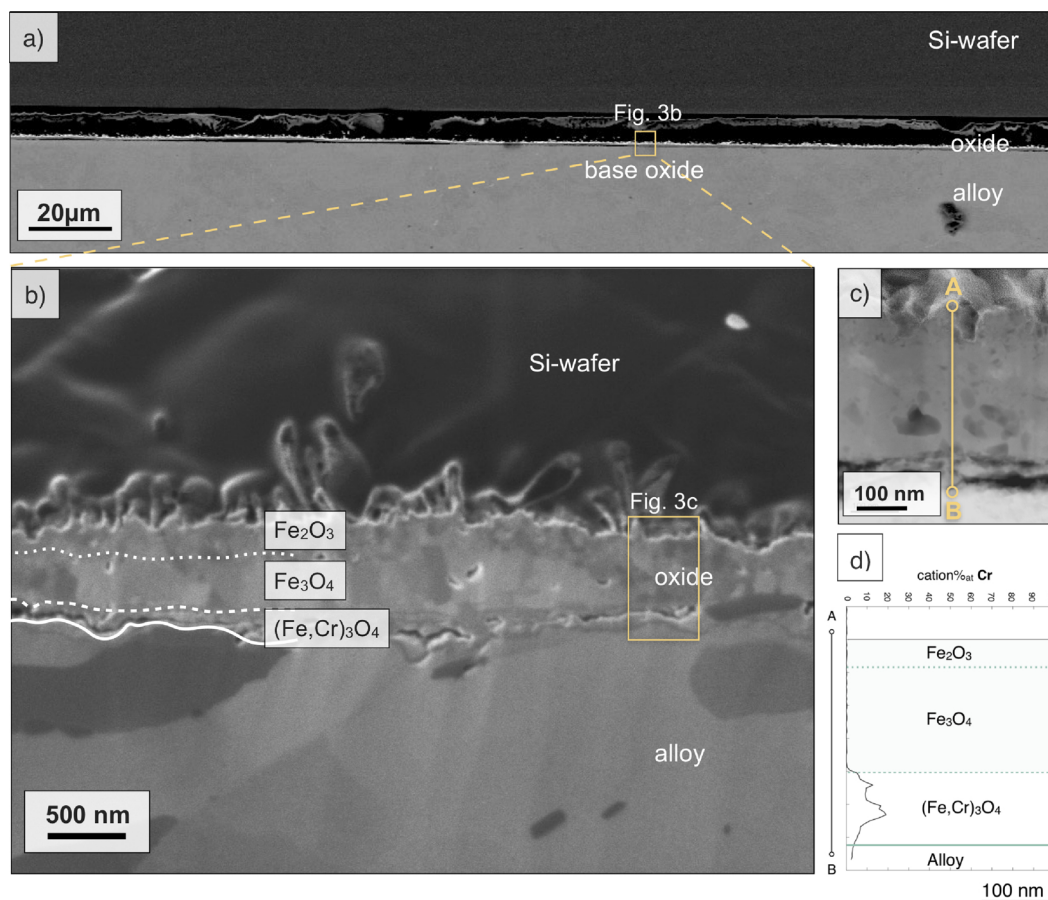 a)
Si-wafer
Fig. 3b
oxide
base oxide
alloy
20µm
b)
Si-wafer
Fig. 3c
Fe₂O₃
Fe₃O₄
oxide
(Fe,Cr)₃O₄
alloy
500 nm
c)
A
100 nm
B
d)
cation%at Cr
0 10 20 30 40 50 60 70 80 90
A
Fe₂O₃
Fe₃O₄
(Fe,Cr)₃O₄
Alloy
B
100 nm